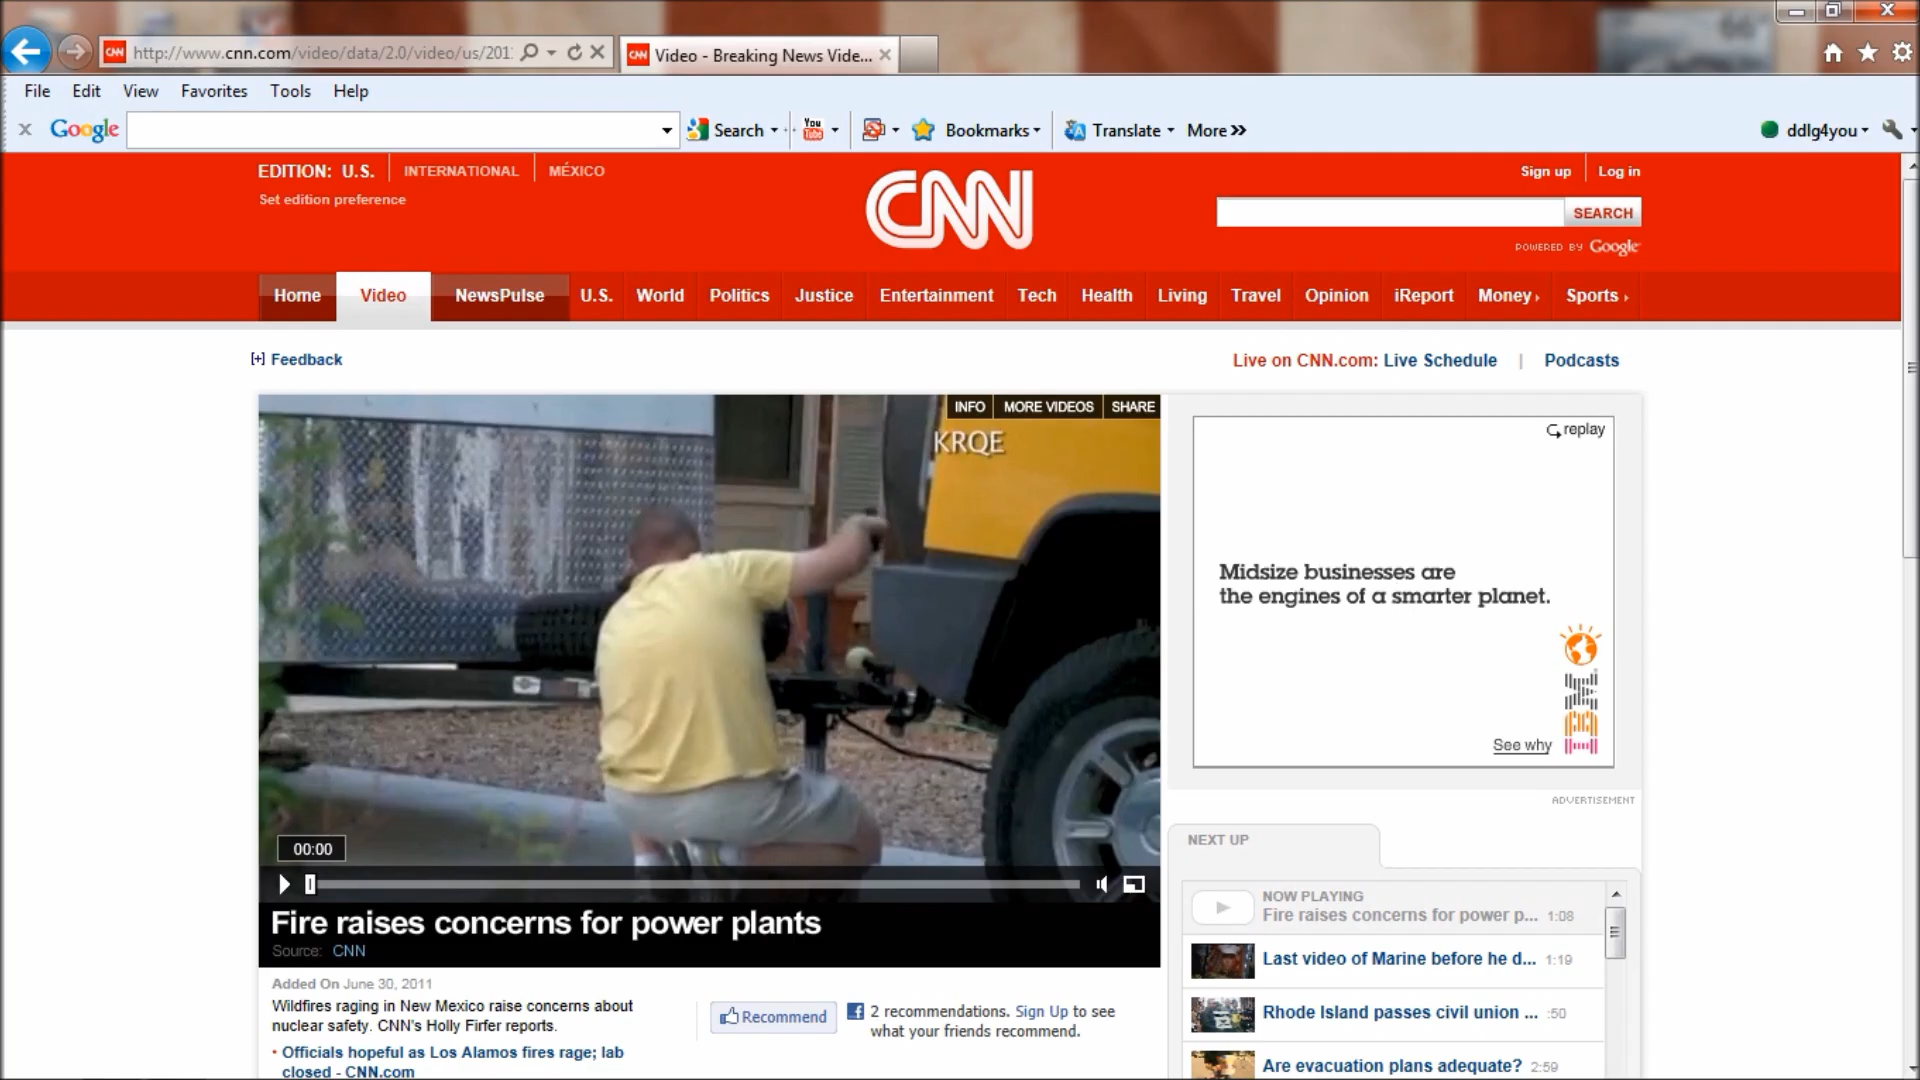 http://www.cnn.com/video/data/2.0/video/us/201
CNN Video - Breaking News Vide...
File Edit View Favorites Tools Help
Google Search You Tube Bookmarks Translate More ddlg4you
EDITION: U.S. INTERNATIONAL MÉXICO
Set edition preference
CNN
Sign up Log in
SEARCH
POWERED BY Google
Home Video NewsPulse U.S. World Politics Justice Entertainment Tech Health Living Travel Opinion iReport Money Sports
[+] Feedback
Live on CNN.com: Live Schedule | Podcasts
INFO MORE VIDEOS SHARE
KRQE
00:00
Fire raises concerns for power plants
Source: CNN
Added On June 30, 2011
Wildfires raging in New Mexico raise concerns about
nuclear safety. CNN's Holly Firfer reports.
• Officials hopeful as Los Alamos fires rage; lab
closed - CNN.com
Recommend
2 recommendations. Sign Up to see
what your friends recommend.
replay
Midsize businesses are
the engines of a smarter planet.
See why
IBM
ADVERTISEMENT
NEXT UP
NOW PLAYING
Fire raises concerns for power p... 1:08
Last video of Marine before he d... 1:19
Rhode Island passes civil union ... :50
Are evacuation plans adequate? 2:59